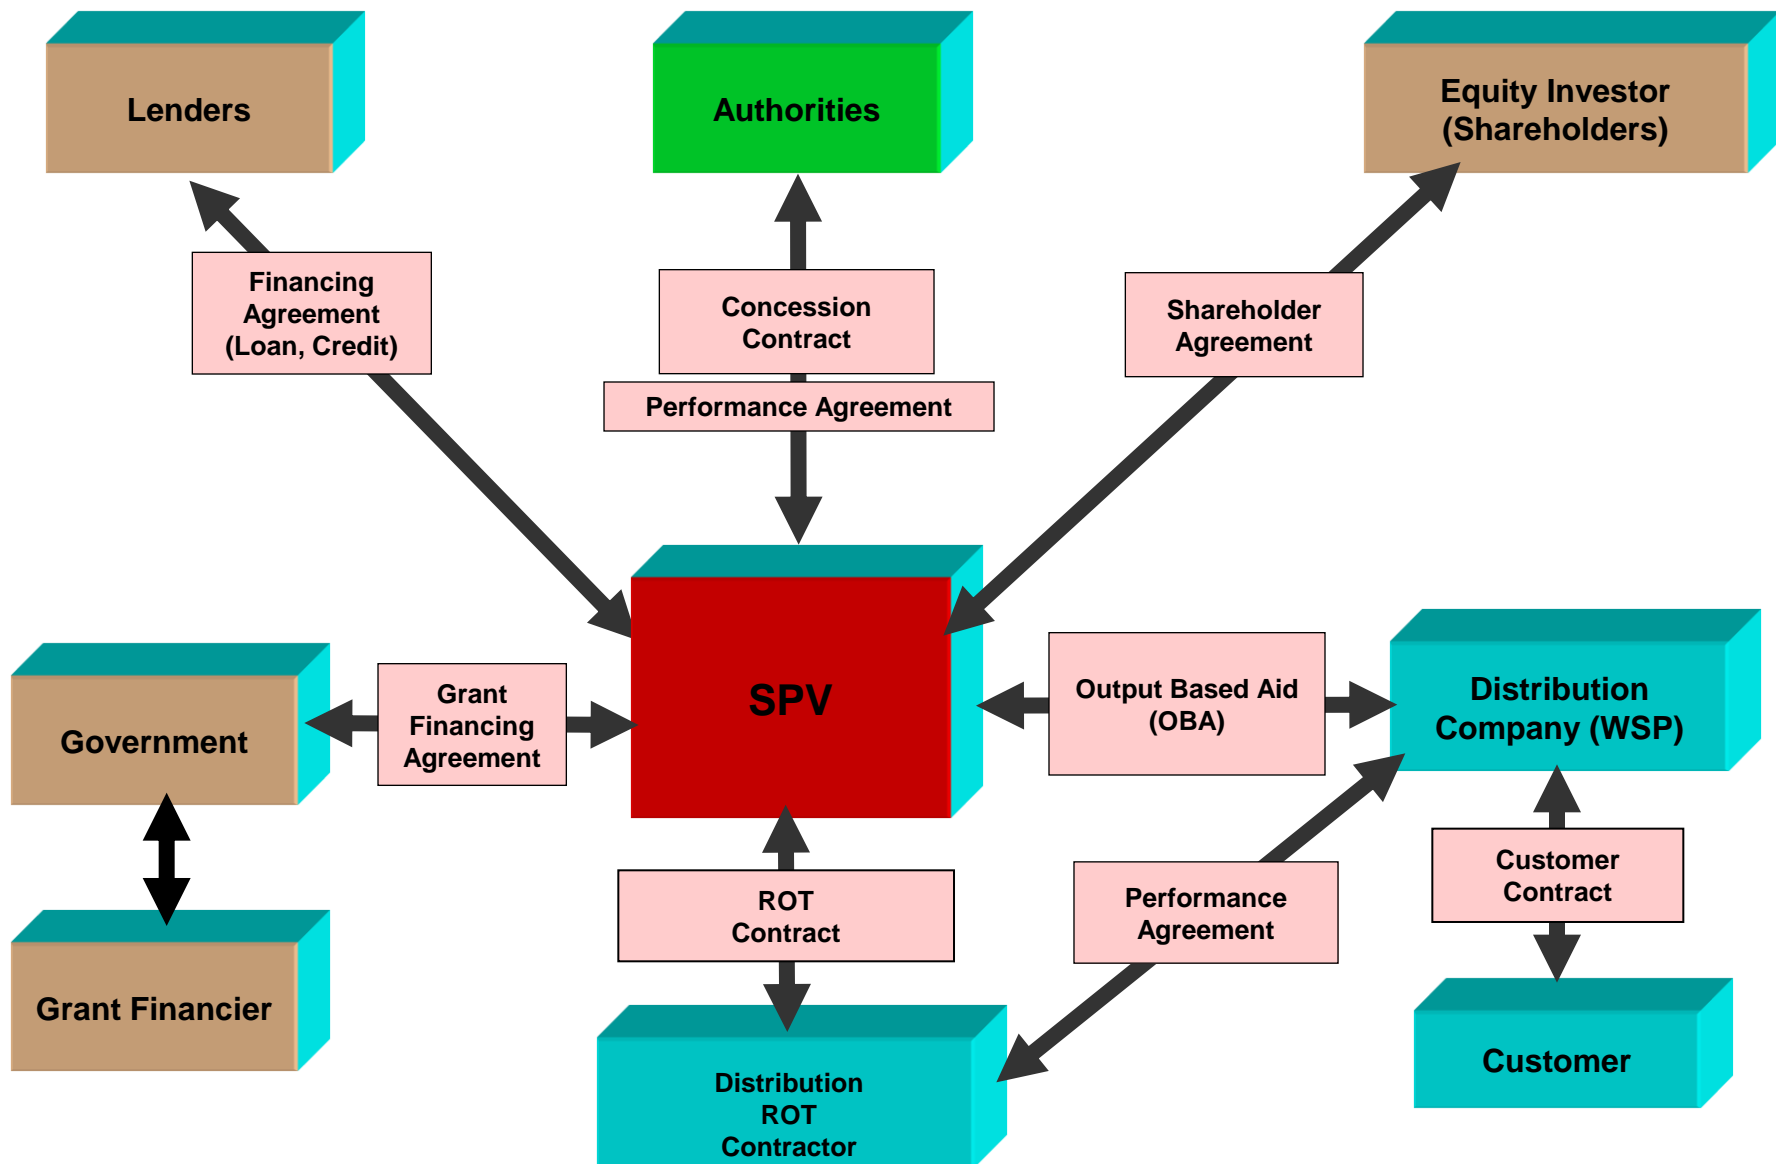 Lenders
Authorities
Equity Investor
(Shareholders)
Financing
Agreement
(Loan, Credit)
Concession
Contract
Shareholder
Agreement
Performance Agreement
SPV
Grant
Financing
Agreement
Output Based Aid
(OBA)
Distribution
Company (WSP)
Government
ROT
Contract
Performance
Agreement
Customer
Contract
Grant Financier
Distribution
ROT
Contractor
Customer